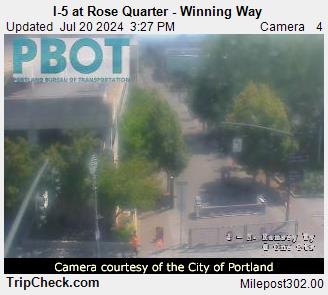 I-5 at Rose Quarter - Winning Way
Updated Jul 20 2024 3:27 PM Camera 4
PBOT
PORTLAND BUREAU OF TRANSPORTATION
Camera courtesy of the City of Portland
TripCheck.com Milepost302.00